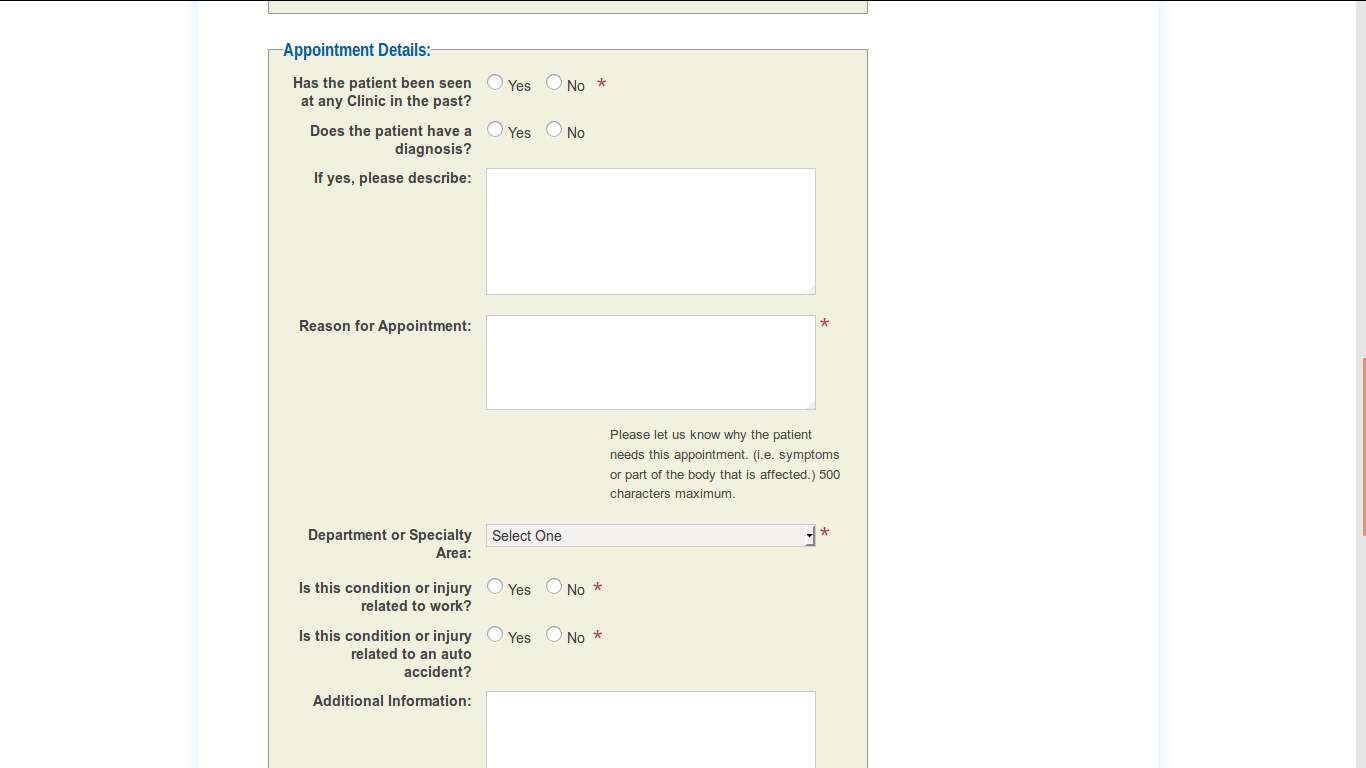 Appointment Details:
Has the patient been seen
at any Clinic in the past?
Yes No *
Does the patient have a
diagnosis?
Yes No
If yes, please describe:
Reason for Appointment:
*
Please let us know why the patient
needs this appointment. (i.e. symptoms
or part of the body that is affected.) 500
characters maximum.
Department or Specialty
Area:
Select One
*
Is this condition or injury
related to work?
Yes No *
Is this condition or injury
related to an auto
accident?
Yes No *
Additional Information: